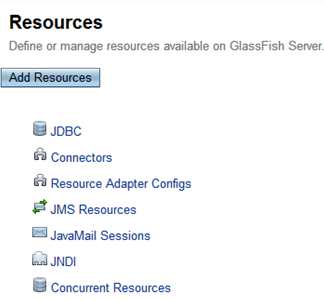 Resources
Define or manage resources available on GlassFish Server.
Add Resources
JDBC
Connectors
Resource Adapter Configs
JMS Resources
JavaMail Sessions
JNDI
Concurrent Resources